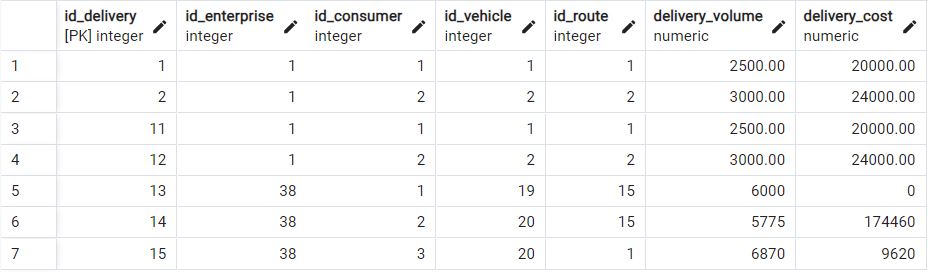 id_delivery id_enterprise id_consumer id_vehicle id_route delivery_volume delivery_cost
[PK] integer integer integer integer integer numeric numeric
1 1 1 1 1 1 2500.00 20000.00
2 2 1 2 2 2 3000.00 24000.00
3 11 1 1 1 1 2500.00 20000.00
4 12 1 2 2 2 3000.00 24000.00
5 13 38 1 19 15 6000 0
6 14 38 2 20 15 5775 174460
7 15 38 3 20 1 6870 9620